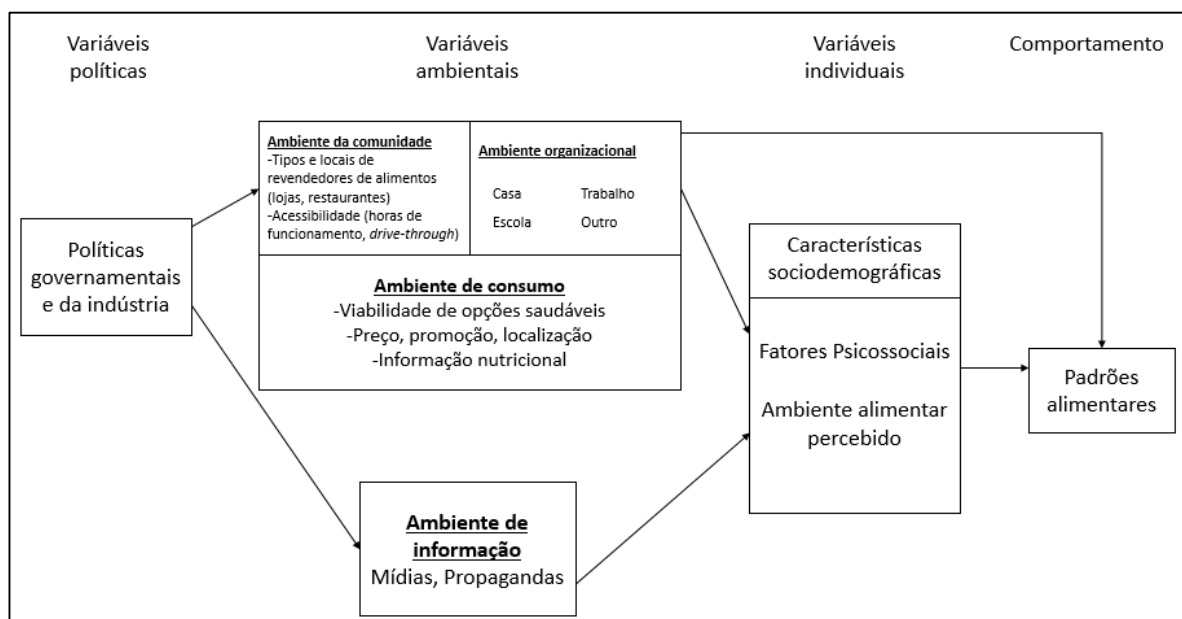 Variáveis
políticas
Variáveis
ambientais
Variáveis
individuais
Comportamento
Ambiente da comunidade
-Tipos e locais de
revendedores de alimentos
(lojas, restaurantes)
-Acessibilidade (horas de
funcionamento, drive-through)
Ambiente organizacional
Casa Trabalho
Escola Outro
Políticas
governamentais
e da indústria
Ambiente de consumo
-Viabilidade de opções saudáveis
-Preço, promoção, localização
-Informação nutricional
Características
sociodemográficas
Fatores Psicossociais
Ambiente alimentar
percebido
Padrões
alimentares
Ambiente de
informação
Mídias, Propagandas